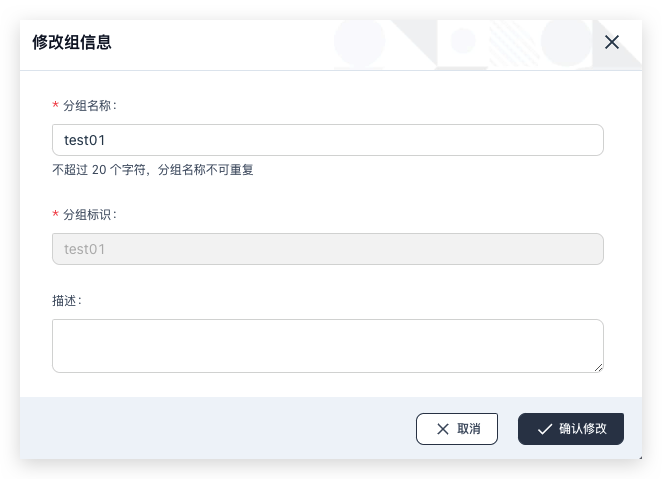 修改组信息
* 分组名称：
test01
不超过 20 个字符，分组名称不可重复
* 分组标识：
test01
描述：
取消
确认修改